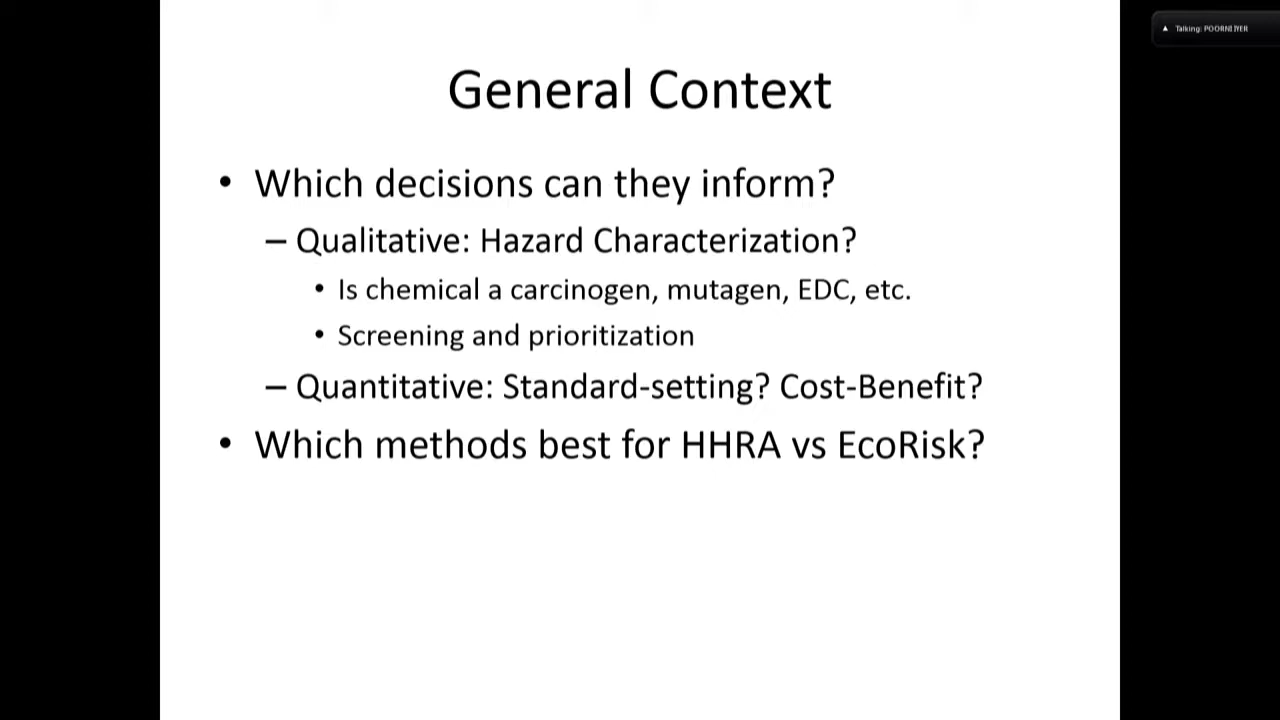 Talking: POORNI IYER
General Context
• Which decisions can they inform?
– Qualitative: Hazard Characterization?
• Is chemical a carcinogen, mutagen, EDC, etc.
• Screening and prioritization
– Quantitative: Standard-setting? Cost-Benefit?
• Which methods best for HHRA vs EcoRisk?